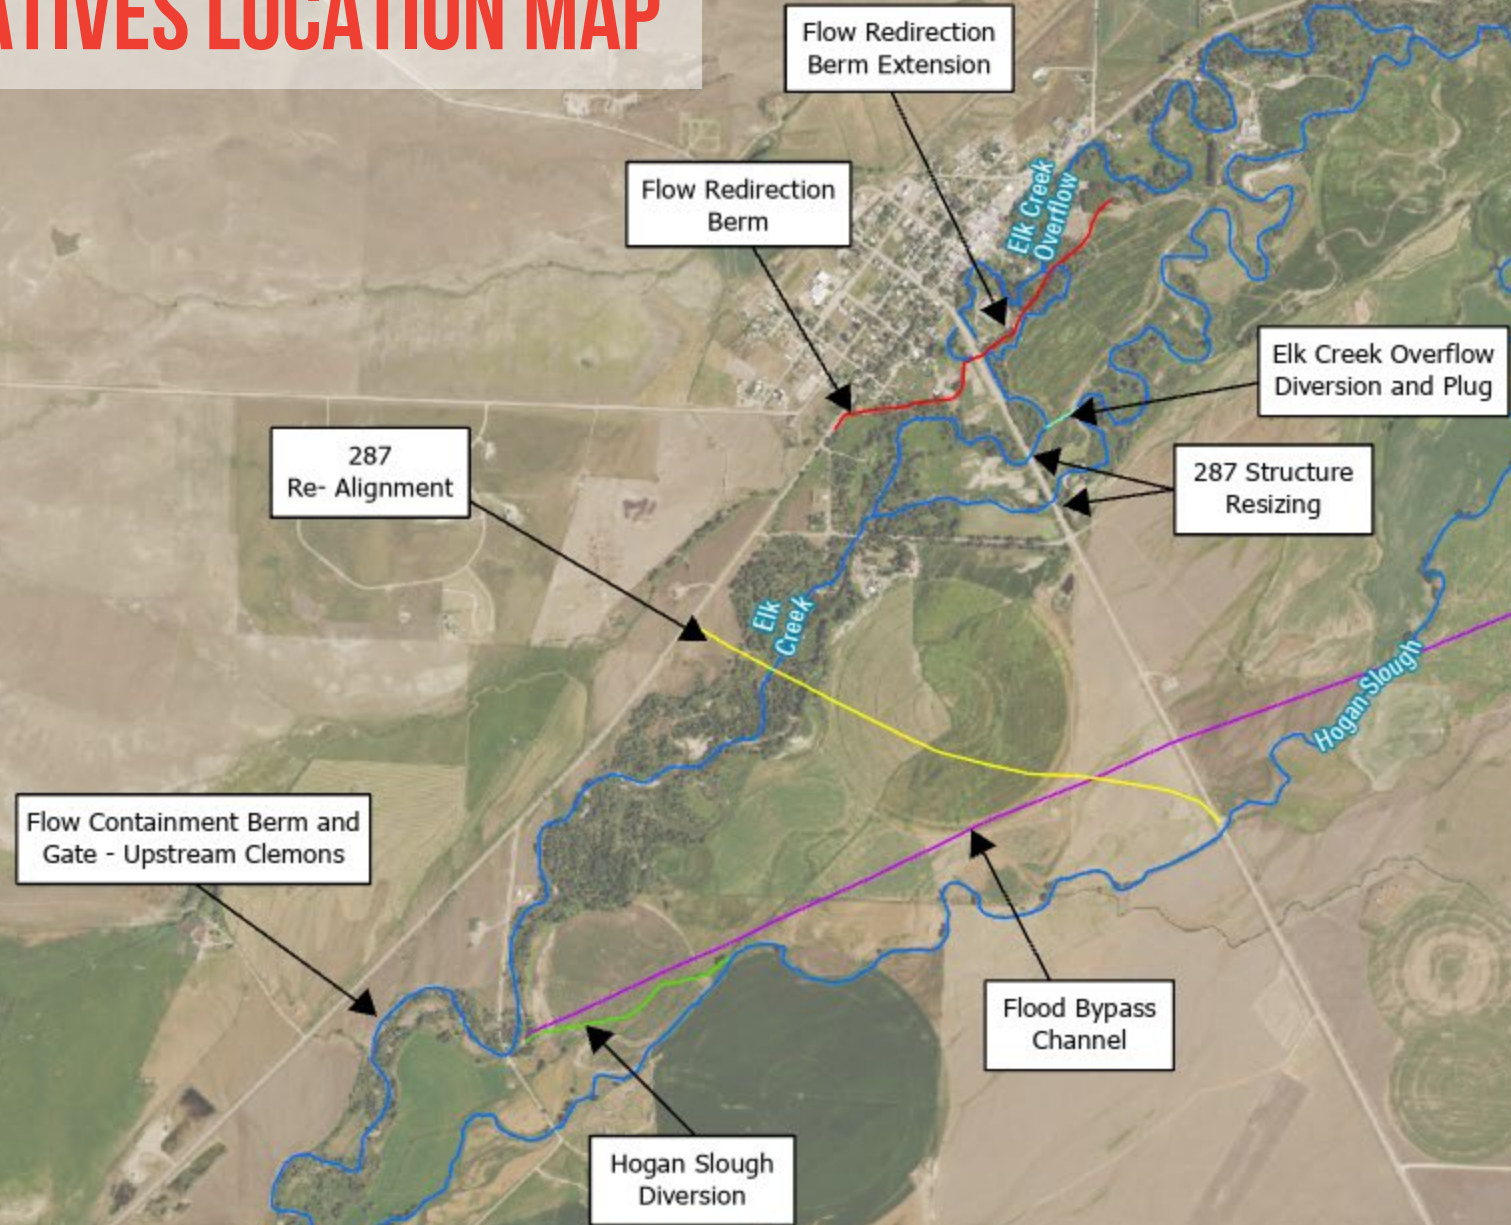 ATIVES LOCATION MAP
Flow Redirection
Berm Extension
Flow Redirection
Berm
Elk Creek
Overflow
Elk Creek Overflow
Diversion and Plug
287
Re- Alignment
287 Structure
Resizing
Elk
Creek
Hogan Slough
Flow Containment Berm and
Gate - Upstream Clemons
Flood Bypass
Channel
Hogan Slough
Diversion